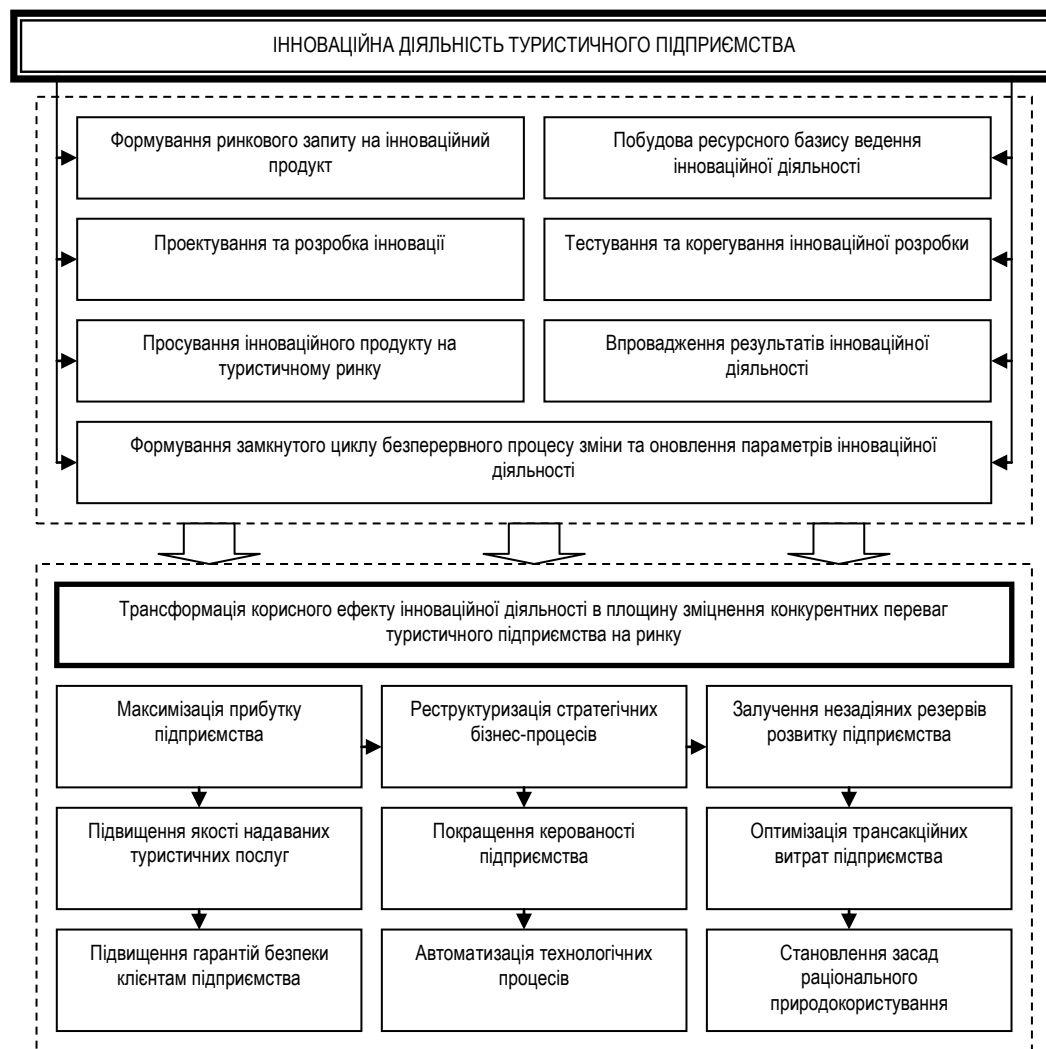 ІННОВАЦІЙНА ДІЯЛЬНІСТЬ ТУРИСТИЧНОГО ПІДПРИЄМСТВА
Формування ринкового запиту на інноваційний
продукт
Побудова ресурсного базису ведення
інноваційної діяльності
Проектування та розробка інновації
Тестування та корегування інноваційної розробки
Просування інноваційного продукту на
туристичному ринку
Впровадження результатів інноваційної
діяльності
Формування замкнутого циклу безперервного процесу зміни та оновлення параметрів інноваційної
діяльності
Трансформація корисного ефекту інноваційної діяльності в площину зміцнення конкурентних переваг
туристичного підприємства на ринку
Максимізація прибутку
підприємства
Реструктуризація стратегічних
бізнес-процесів
Залучення незадіяних резервів
розвитку підприємства
Підвищення якості надаваних
туристичних послуг
Покращення керованості
підприємства
Оптимізація трансакційних
витрат підприємства
Підвищення гарантій безпеки
клієнтам підприємства
Автоматизація технологічних
процесів
Становлення засад
раціонального
природокористування